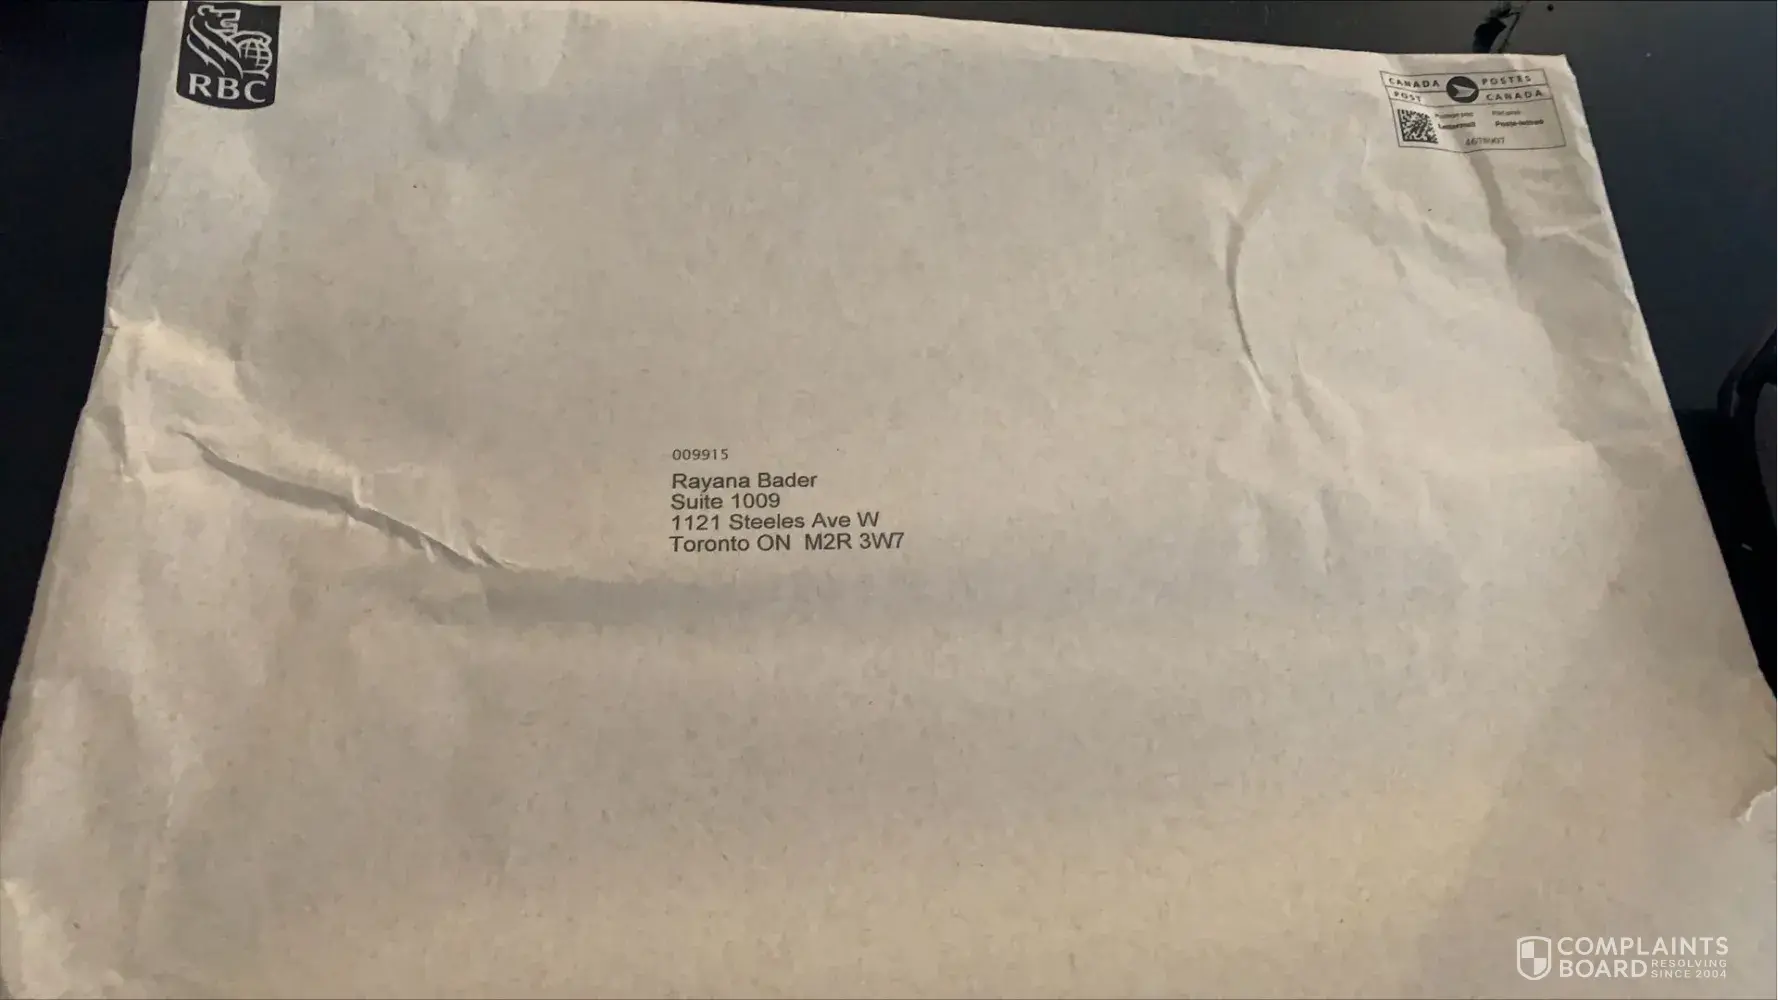 RBC
CANADA POSTES
POST CANADA
009915
Rayana Bader
Suite 1009
1121 Steeles Ave W
Toronto ON M2R 3W7
COMPLAINTS
BOARD RESOLVING
SINCE 2004